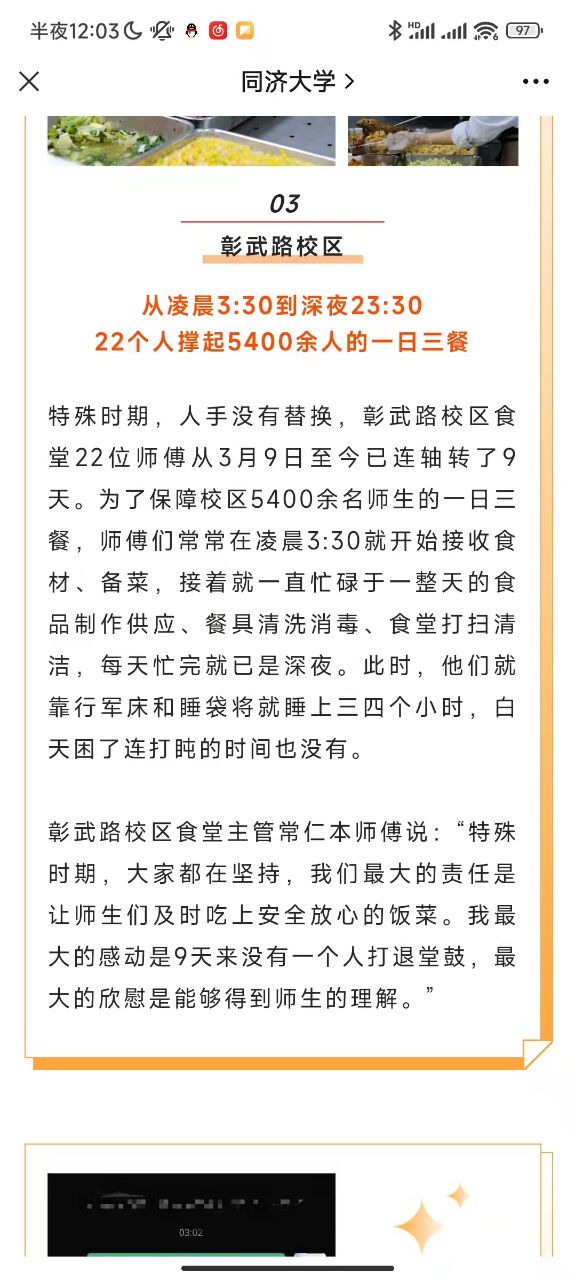 半夜12:03
HD
6
97
同济大学
03
彰武路校区
从凌晨3:30到深夜23:30
22个人撑起5400余人的一日三餐
特殊时期，人手没有替换，彰武路校区食
堂22位师傅从3月9日至今已连轴转了9
天。为了保障校区5400余名师生的一日三
餐，师傅们常常在凌晨3:30就开始接收食
材、备菜，接着就一直忙碌于一整天的食
品制作供应、餐具清洗消毒、食堂打扫清
洁，每天忙完就已是深夜。此时，他们就
靠行军床和睡袋将就睡上三四个小时，白
天困了连打盹的时间也没有。
彰武路校区食堂主管常仁本师傅说：“特殊
时期，大家都在坚持，我们最大的责任是
让师生们及时吃上安全放心的饭菜。我最
大的感动是9天来没有一个人打退堂鼓，最
大的欣慰是能够得到师生的理解。”
03:02